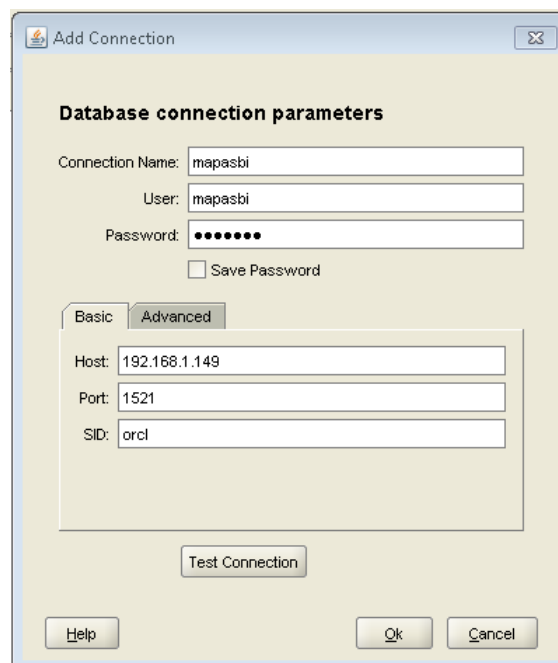 Add Connection
Database connection parameters
Connection Name: mapasbi
User: mapasbi
Password: •••••••
Save Password
Basic Advanced
Host: 192.168.1.149
Port: 1521
SID: orcl
Test Connection
Help Ok Cancel